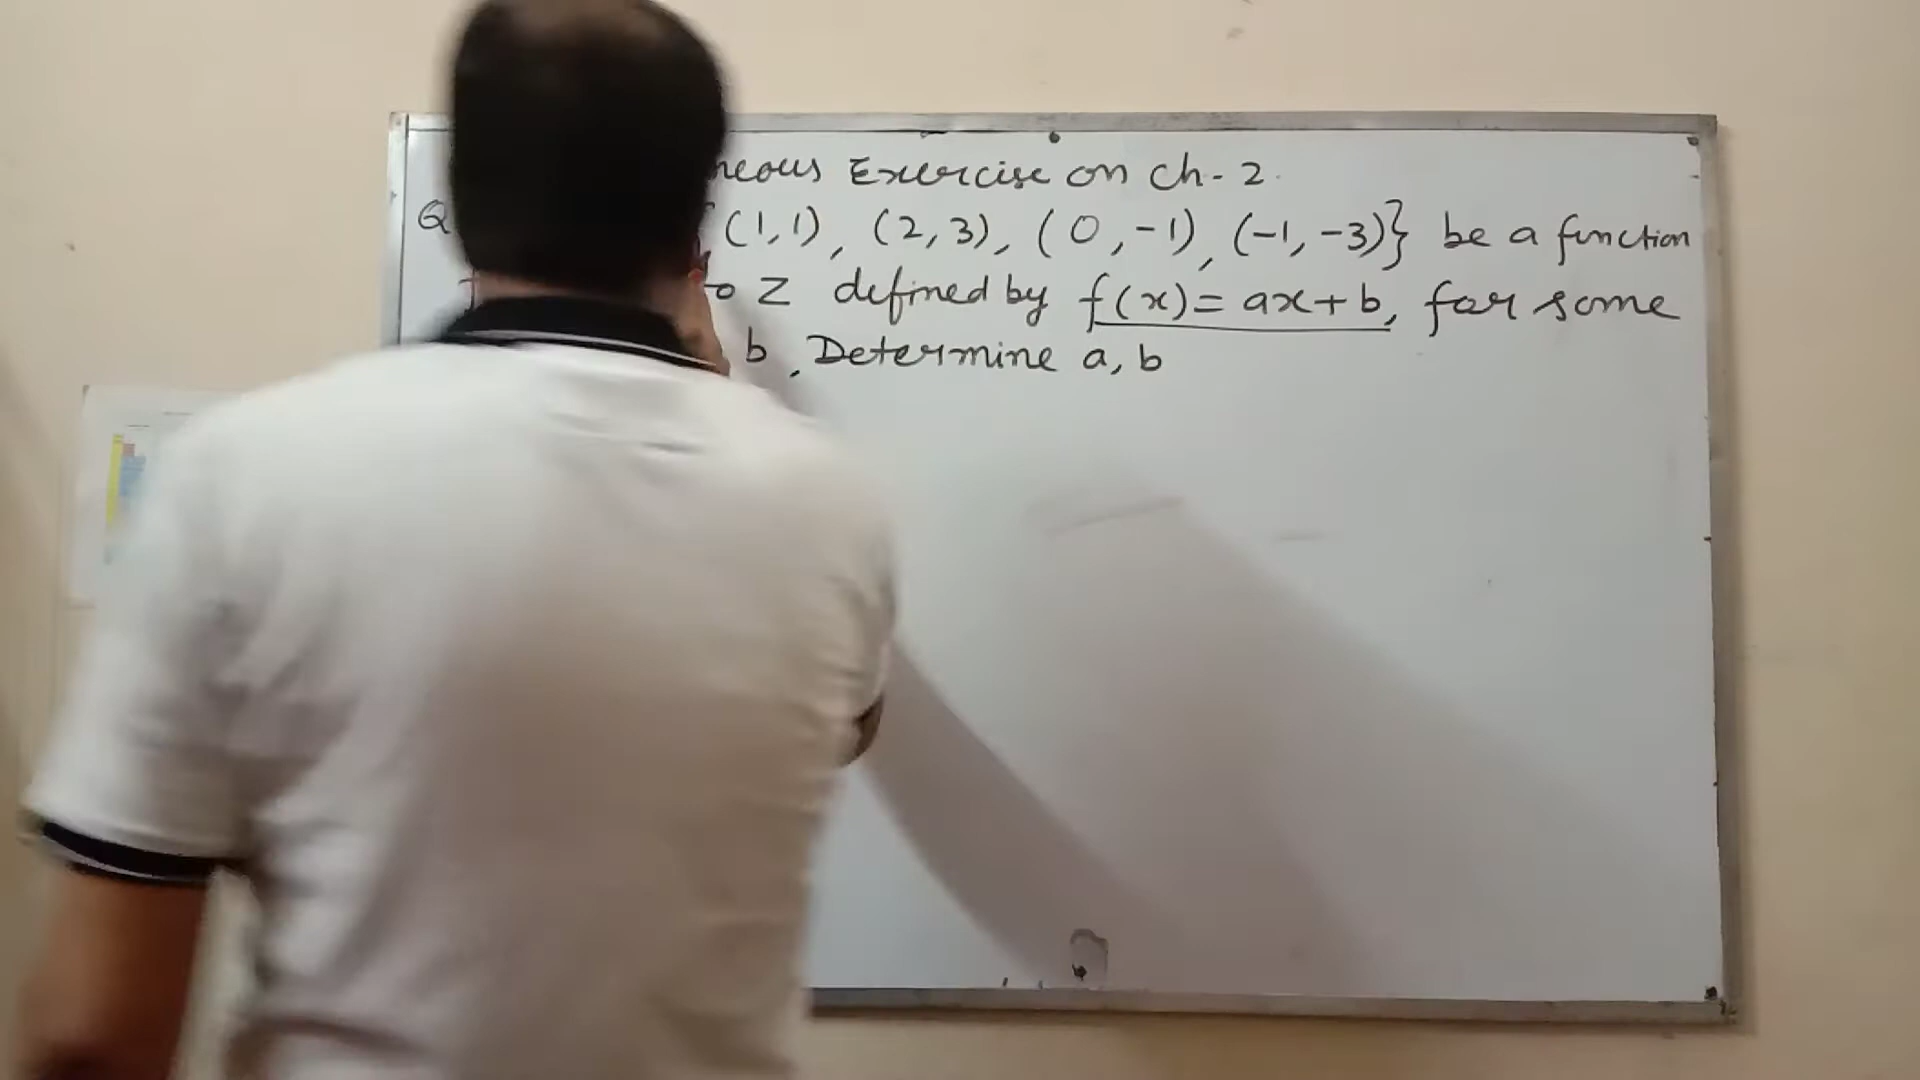 neous Exercise on ch-2.
Q {(1,1), (2,3), (0,-1), (-1,-3)} be a function
to Z defined by f(x)= ax+b, for some
b, Determine a, b